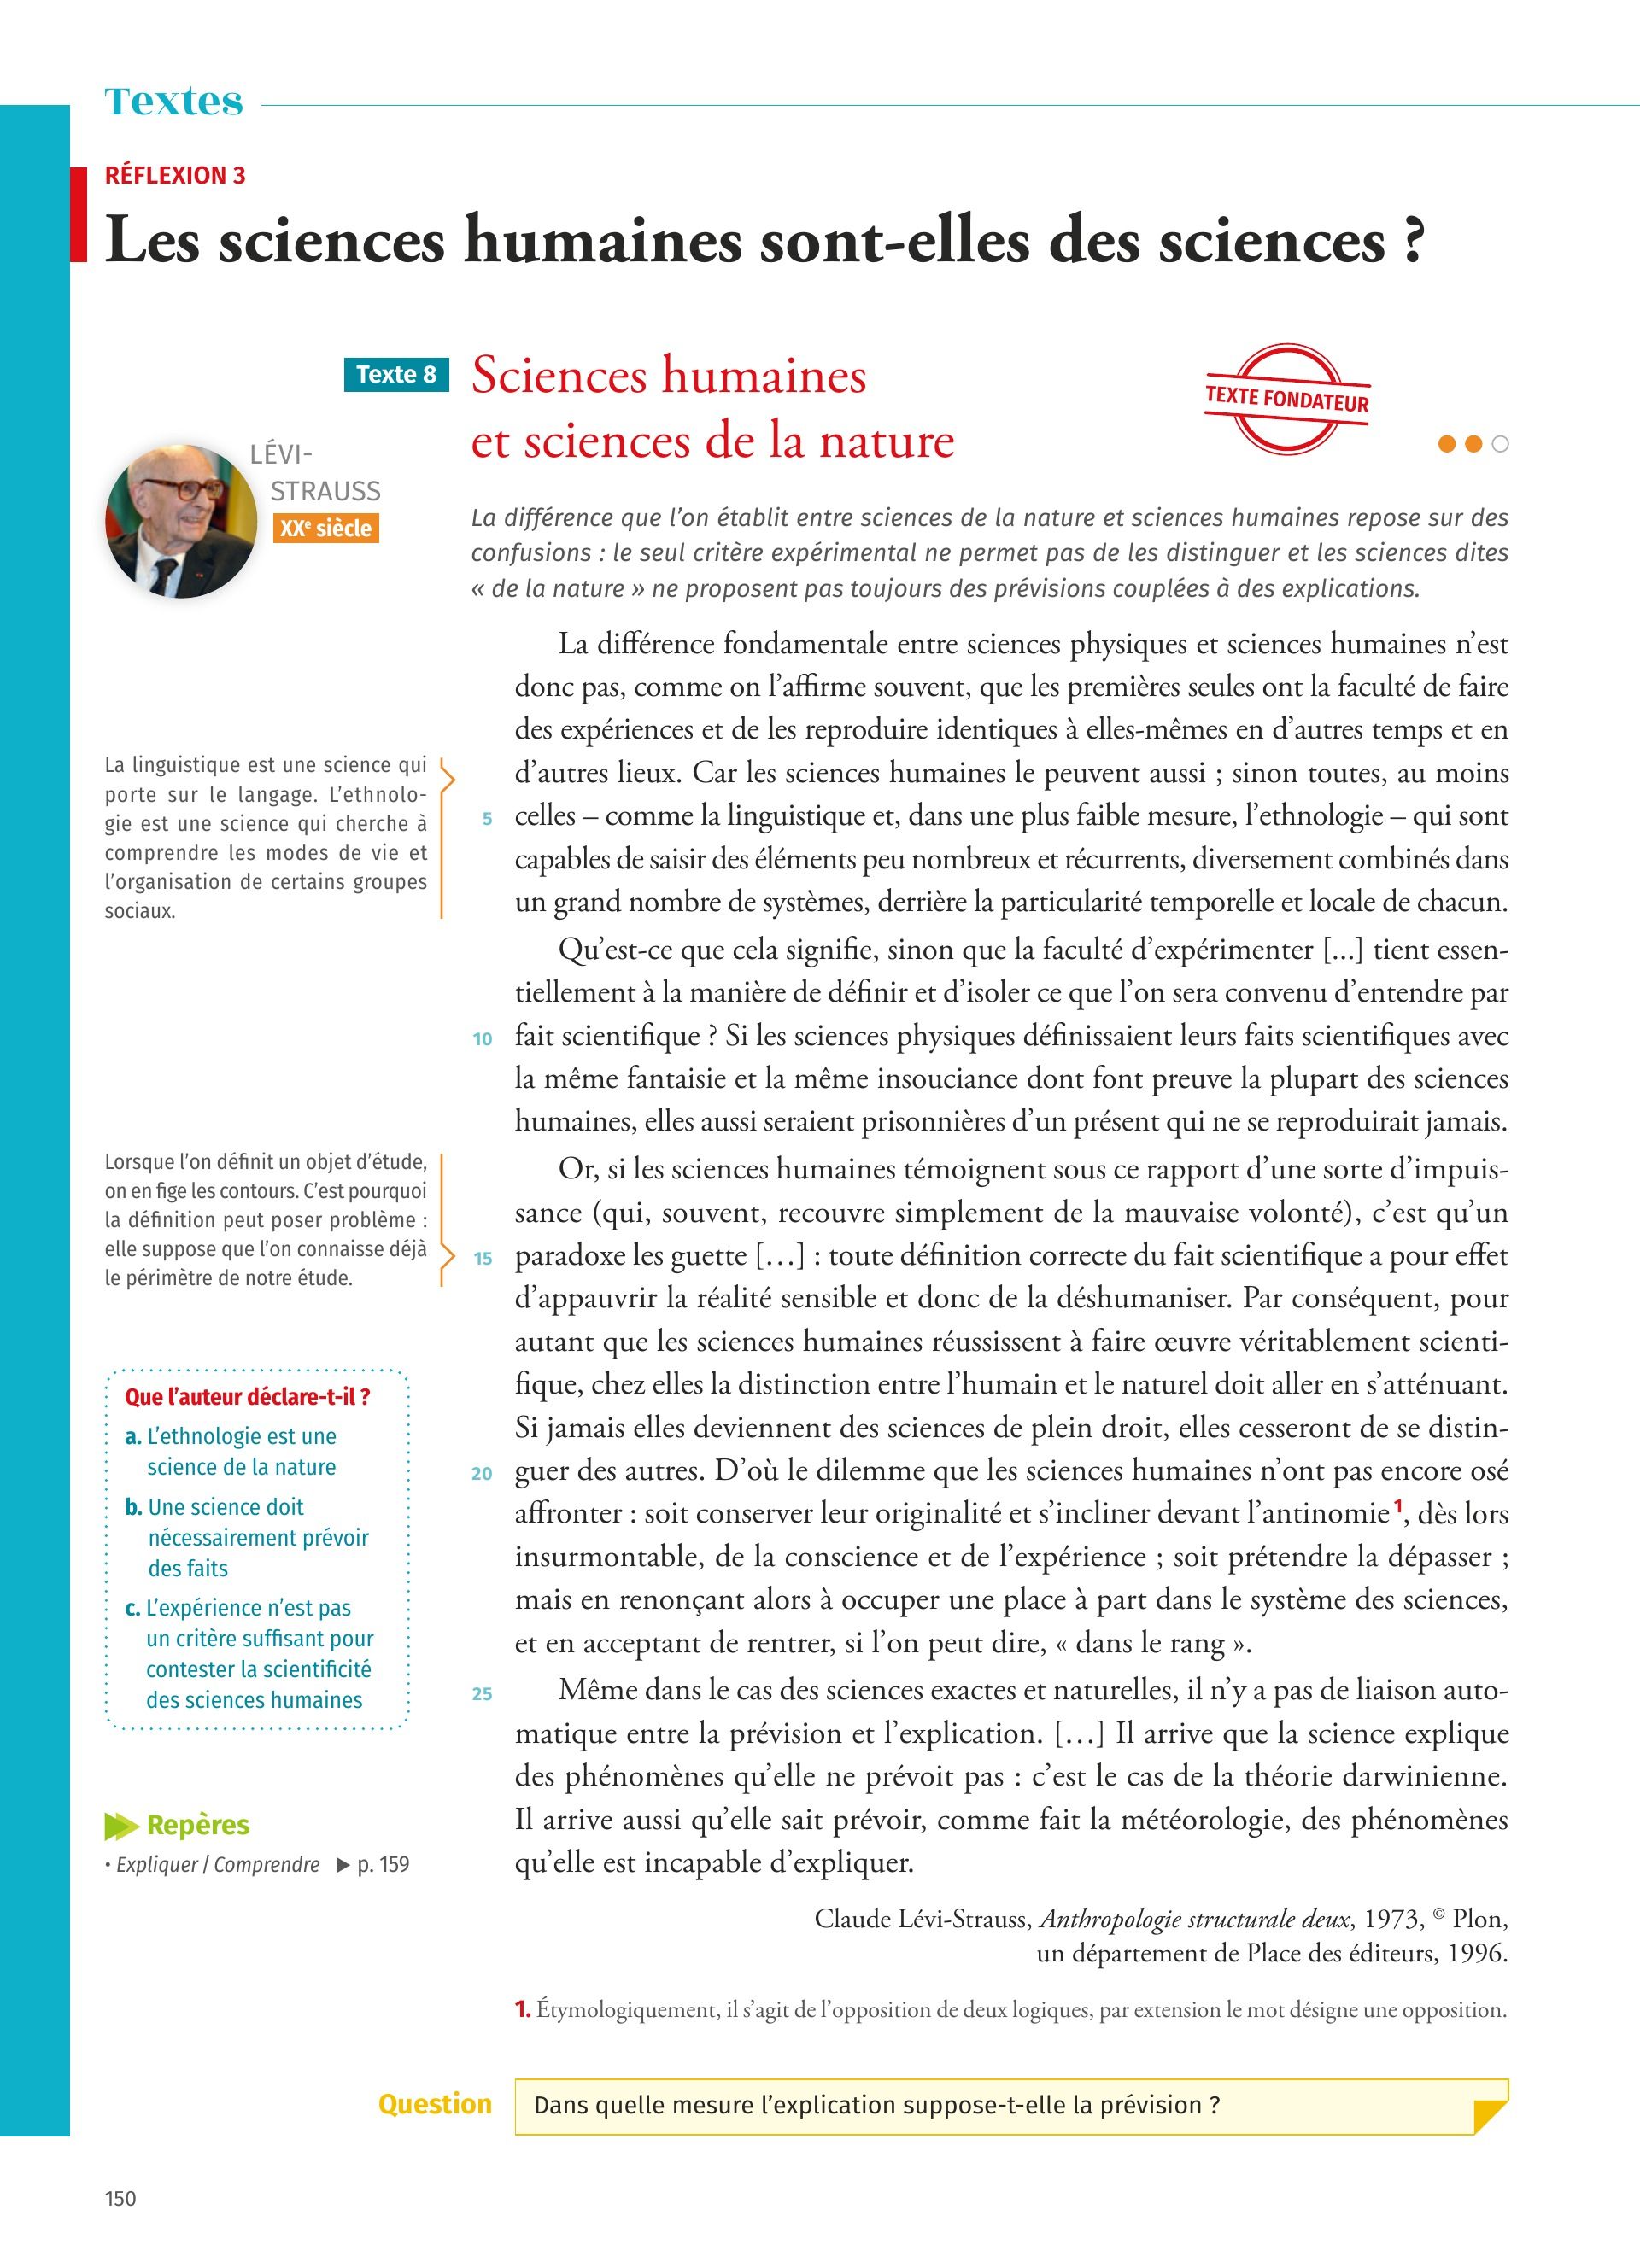 Textes
RÉFLEXION 3
Les sciences humaines sont-elles des sciences ?
Texte 8
Sciences humaines
et sciences de la nature
TEXTE FONDATEUR
LÉVI-
STRAUSS
XXe siècle
La différence que l’on établit entre sciences de la nature et sciences humaines repose sur des
confusions : le seul critère expérimental ne permet pas de les distinguer et les sciences dites
« de la nature » ne proposent pas toujours des prévisions couplées à des explications.
La différence fondamentale entre sciences physiques et sciences humaines n’est
donc pas, comme on l’affirme souvent, que les premières seules ont la faculté de faire
des expériences et de les reproduire identiques à elles-mêmes en d’autres temps et en
d’autres lieux. Car les sciences humaines le peuvent aussi ; sinon toutes, au moins
5 celles – comme la linguistique et, dans une plus faible mesure, l’ethnologie – qui sont
capables de saisir des éléments peu nombreux et récurrents, diversement combinés dans
un grand nombre de systèmes, derrière la particularité temporelle et locale de chacun.
Qu’est-ce que cela signifie, sinon que la faculté d’expérimenter [...] tient essen-
tiellement à la manière de définir et d’isoler ce que l’on sera convenu d’entendre par
10 fait scientifique ? Si les sciences physiques définissaient leurs faits scientifiques avec
la même fantaisie et la même insouciance dont font preuve la plupart des sciences
humaines, elles aussi seraient prisonnières d’un présent qui ne se reproduirait jamais.
Or, si les sciences humaines témoignent sous ce rapport d’une sorte d’impuis-
sance (qui, souvent, recouvre simplement de la mauvaise volonté), c’est qu’un
15 paradoxe les guette […] : toute définition correcte du fait scientifique a pour effet
d’appauvrir la réalité sensible et donc de la déshumaniser. Par conséquent, pour
autant que les sciences humaines réussissent à faire œuvre véritablement scienti-
fique, chez elles la distinction entre l’humain et le naturel doit aller en s’atténuant.
Si jamais elles deviennent des sciences de plein droit, elles cesseront de se distin-
20 guer des autres. D’où le dilemme que les sciences humaines n’ont pas encore osé
affronter : soit conserver leur originalité et s’incliner devant l’antinomie1, dès lors
insurmontable, de la conscience et de l’expérience ; soit prétendre la dépasser ;
mais en renonçant alors à occuper une place à part dans le système des sciences,
et en acceptant de rentrer, si l’on peut dire, « dans le rang ».
25 Même dans le cas des sciences exactes et naturelles, il n’y a pas de liaison auto-
matique entre la prévision et l’explication. […] Il arrive que la science explique
des phénomènes qu’elle ne prévoit pas : c’est le cas de la théorie darwinienne.
Il arrive aussi qu’elle sait prévoir, comme fait la météorologie, des phénomènes
qu’elle est incapable d’expliquer.
Claude Lévi-Strauss, Anthropologie structurale deux, 1973, © Plon,
un département de Place des éditeurs, 1996.
1. Étymologiquement, il s’agit de l’opposition de deux logiques, par extension le mot désigne une opposition.
La linguistique est une science qui
porte sur le langage. L’ethnolo-
gie est une science qui cherche à
comprendre les modes de vie et
l’organisation de certains groupes
sociaux.
Lorsque l’on définit un objet d’étude,
on en fige les contours. C’est pourquoi
la définition peut poser problème :
elle suppose que l’on connaisse déjà
le périmètre de notre étude.
Que l’auteur déclare-t-il ?
a. L’ethnologie est une
science de la nature
b. Une science doit
nécessairement prévoir
des faits
c. L’expérience n’est pas
un critère suffisant pour
contester la scientificité
des sciences humaines
Repères
• Expliquer / Comprendre ▶ p. 159
Question
Dans quelle mesure l’explication suppose-t-elle la prévision ?
150